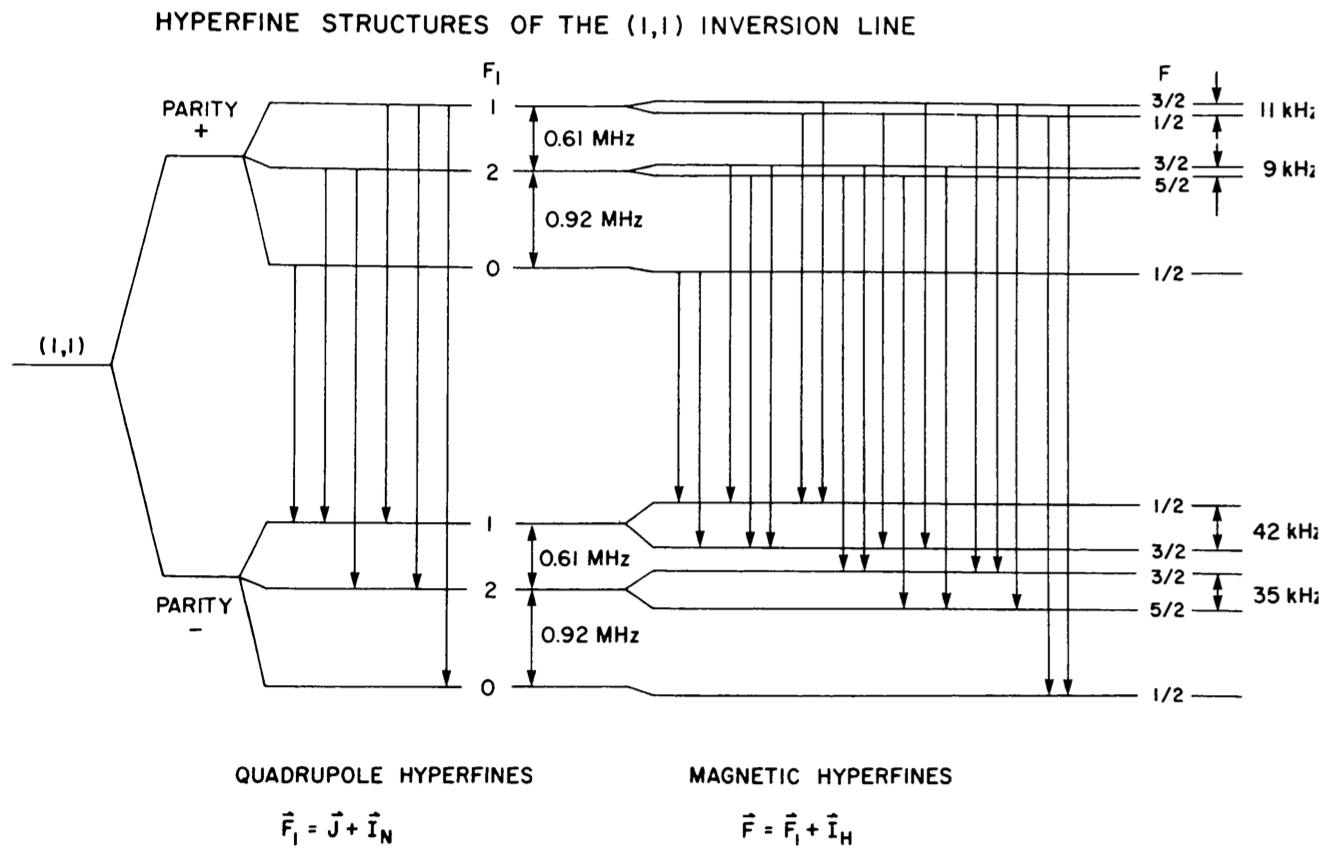 HYPERFINE STRUCTURES OF THE (1,1) INVERSION LINE
F₁
F
PARITY
+
1
3/2
11 kHz
1/2
0.61 MHz
2
3/2
9 kHz
5/2
0.92 MHz
0
1/2
(1,1)
1
1/2
42 kHz
0.61 MHz
3/2
3/2
2
35 kHz
PARITY
−
5/2
0.92 MHz
0
1/2
QUADRUPOLE HYPERFINES
MAGNETIC HYPERFINES
F⃗₁ = J⃗ + I⃗_N
F⃗ = F⃗₁ + I⃗_H